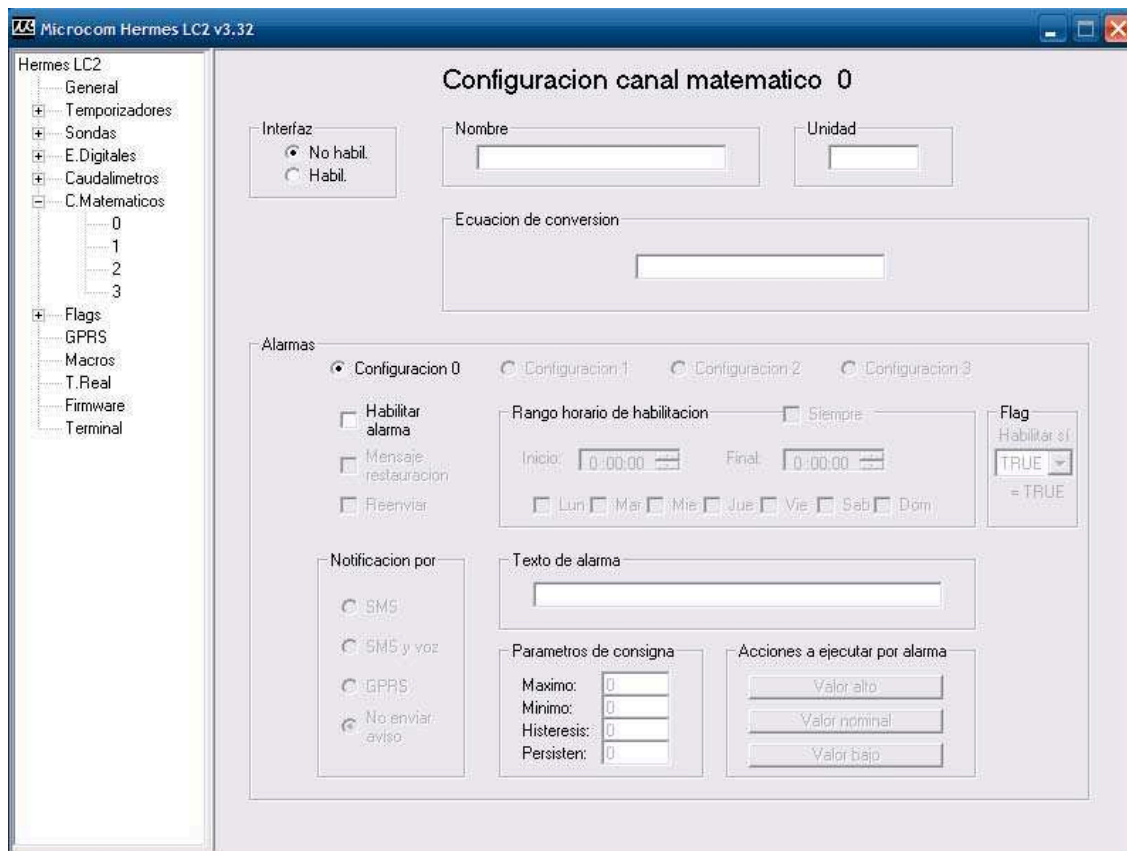 Microcom Hermes LC2 v3.32
Hermes LC2
General
Temporizadores
Sondas
E.Digitales
Caudalimetros
C.Matematicos
0
1
2
3
Flags
GPRS
Macros
T.Real
Firmware
Terminal
Configuracion canal matematico 0
Interfaz
No habil.
Habil.
Nombre
Unidad
Ecuacion de conversion
Alarmas
Configuracion 0 Configuracion 1 Configuracion 2 Configuracion 3
Habilitar
alarma
Mensaje
restauracion
Reenviar
Rango horario de habilitacion Siempre
Inicio: 0:00:00 Final: 0:00:00
Lun Mar Mie Jue Vie Sab Dom
Flag
Habilitar sí
TRUE
= TRUE
Notificacion por
SMS
SMS y voz
GPRS
No enviar
aviso
Texto de alarma
Parametros de consigna
Maximo: 0
Minimo: 0
Histeresis: 0
Persisten: 0
Acciones a ejecutar por alarma
Valor alto
Valor nominal
Valor bajo